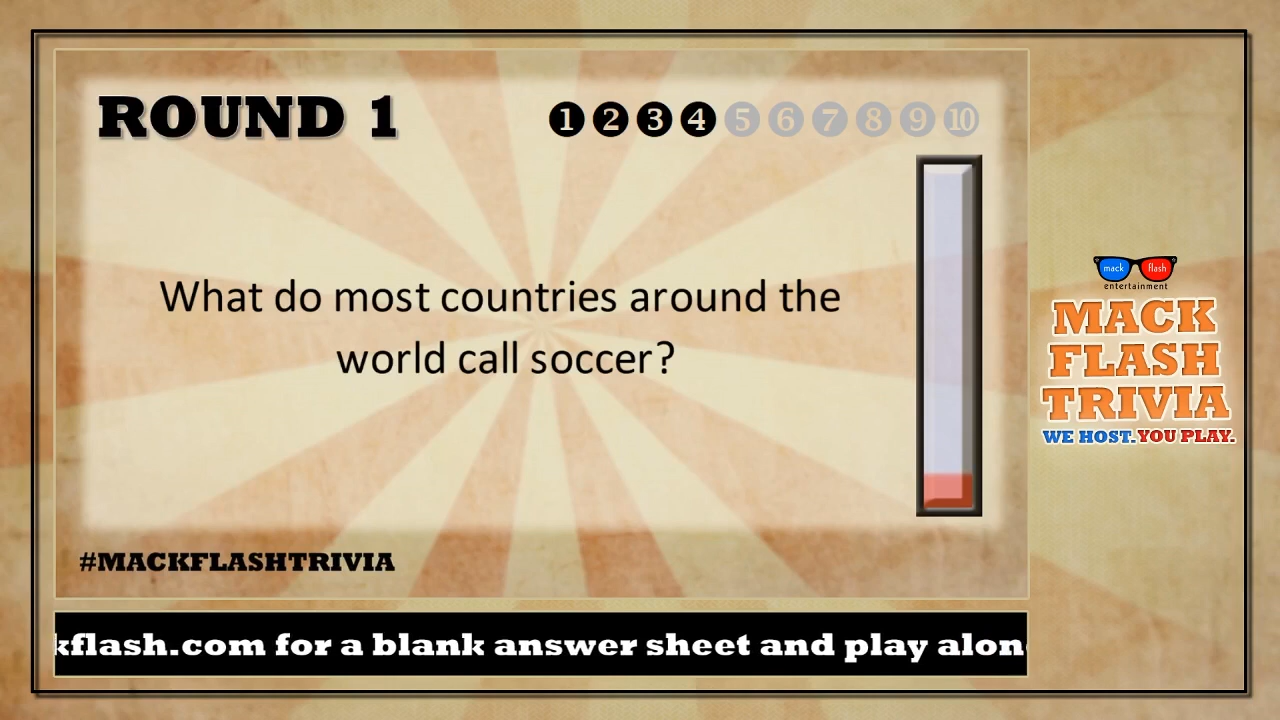 ROUND 1
1 2 3 4 5 6 7 8 9 10
What do most countries around the
world call soccer?
mack flash
entertainment
MACK
FLASH
TRIVIA
WE HOST. YOU PLAY.
#MACKFLASHTRIVIA
kflash.com for a blank answer sheet and play alon